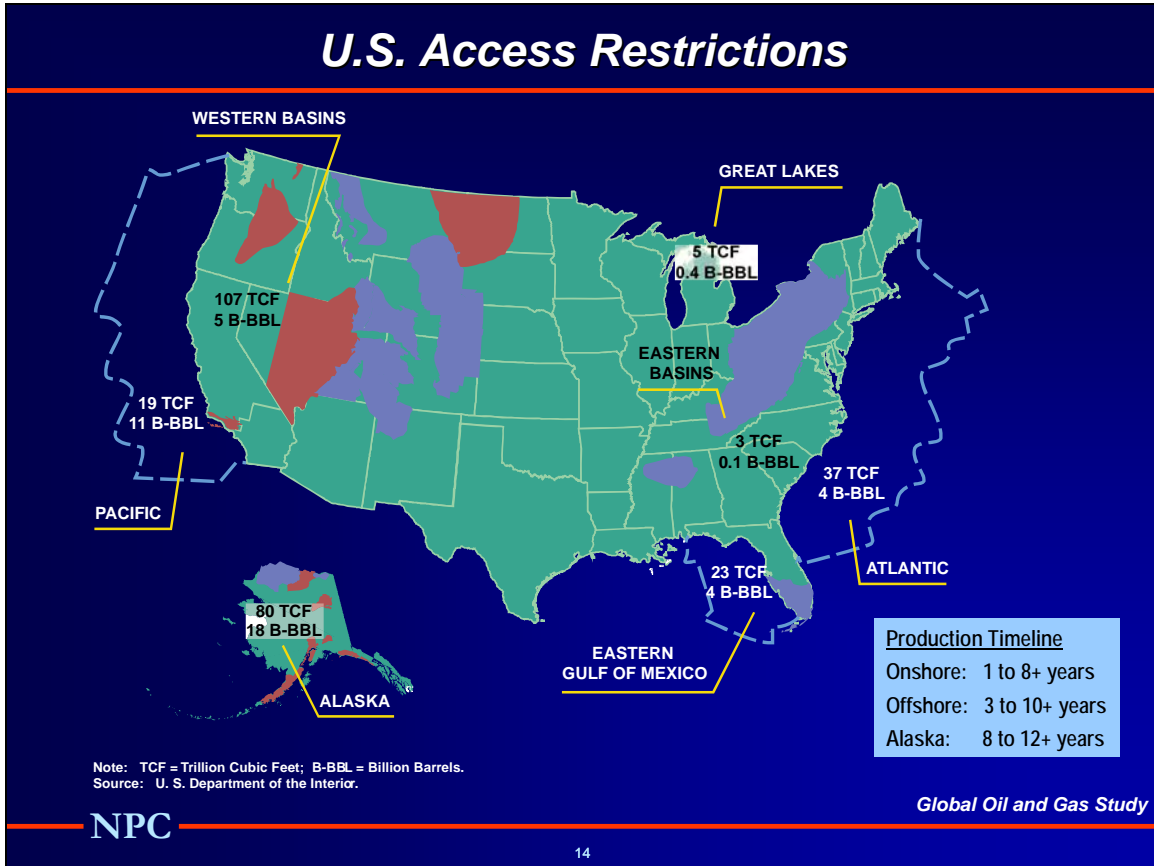 U.S. Access Restrictions
WESTERN BASINS
GREAT LAKES
5 TCF
0.4 B-BBL
107 TCF
5 B-BBL
EASTERN
BASINS
19 TCF
11 B-BBL
3 TCF
0.1 B-BBL
37 TCF
4 B-BBL
PACIFIC
ATLANTIC
23 TCF
4 B-BBL
80 TCF
18 B-BBL
EASTERN
GULF OF MEXICO
ALASKA
Production Timeline
Onshore: 1 to 8+ years
Offshore: 3 to 10+ years
Alaska: 8 to 12+ years
Note: TCF = Trillion Cubic Feet; B-BBL = Billion Barrels.
Source: U. S. Department of the Interior.
Global Oil and Gas Study
NPC
14